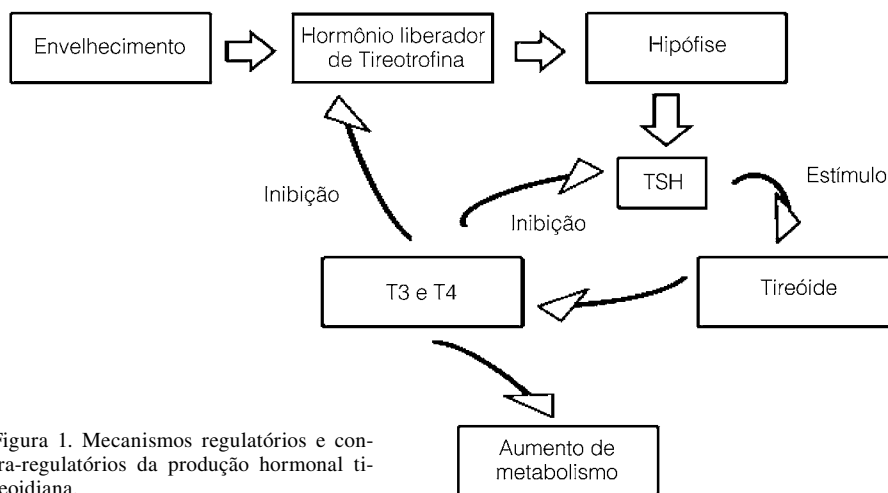 Envelhecimento
Hormônio liberador
de Tireotrofina
Hipófise
TSH
Estímulo
Inibição
Inibição
T3 e T4
Tireóide
Aumento de
metabolismo
igura 1. Mecanismos regulatórios e con-
ra-regulatórios da produção hormonal ti-
eoidiana